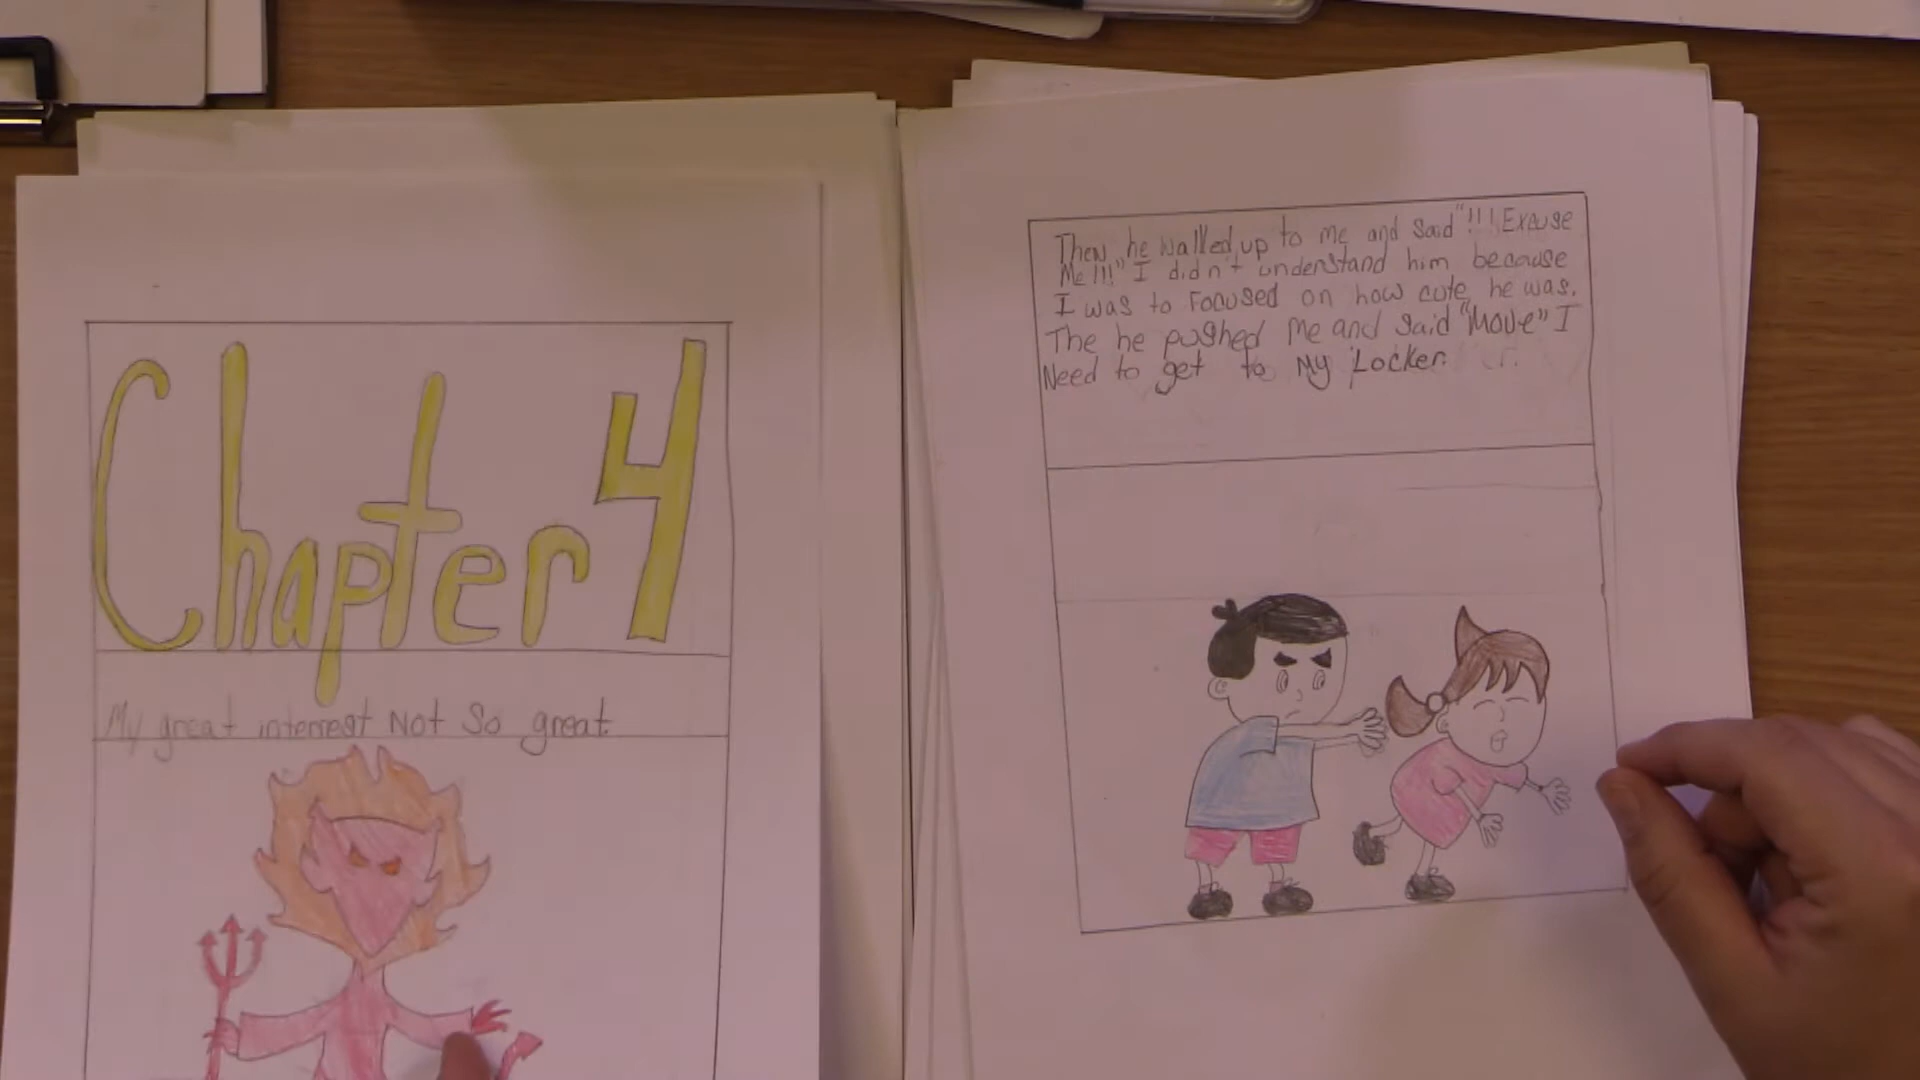 Chapter 4
My great interrest Not So great
Then he walked up to me and said "!!! Excuse
Me!!!" I didn't understand him because
I was to Focused on how cute he was.
The he pushed Me and said "Move" I
Need to get to My Locker.